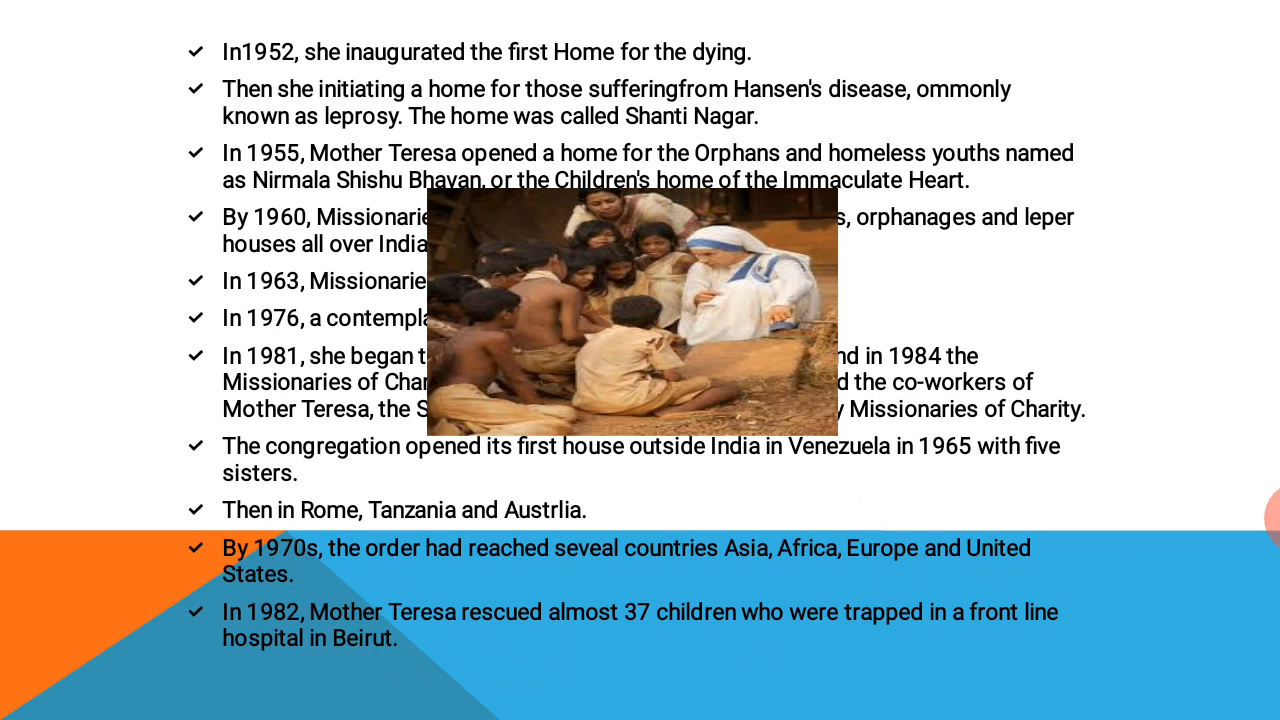 In1952, she inaugurated the first Home for the dying.
Then she initiating a home for those sufferingfrom Hansen's disease, ommonly
known as leprosy. The home was called Shanti Nagar.
In 1955, Mother Teresa opened a home for the Orphans and homeless youths named
as Nirmala Shishu Bhavan, or the Children's home of the Immaculate Heart.
By 1960, orphanages and leper
houses all over India
In 1963,
In 1976, a
In 1981, she began in 1984 the
Missionaries of the co-workers of
Mother Teresa, the Missionaries of Charity.
The congregation opened its first house outside India in Venezuela in 1965 with five
sisters.
Then in Rome, Tanzania and Austrlia.
By 1970s, the order had reached seveal countries Asia, Africa, Europe and United
States.
In 1982, Mother Teresa rescued almost 37 children who were trapped in a front line
hospital in Beirut.